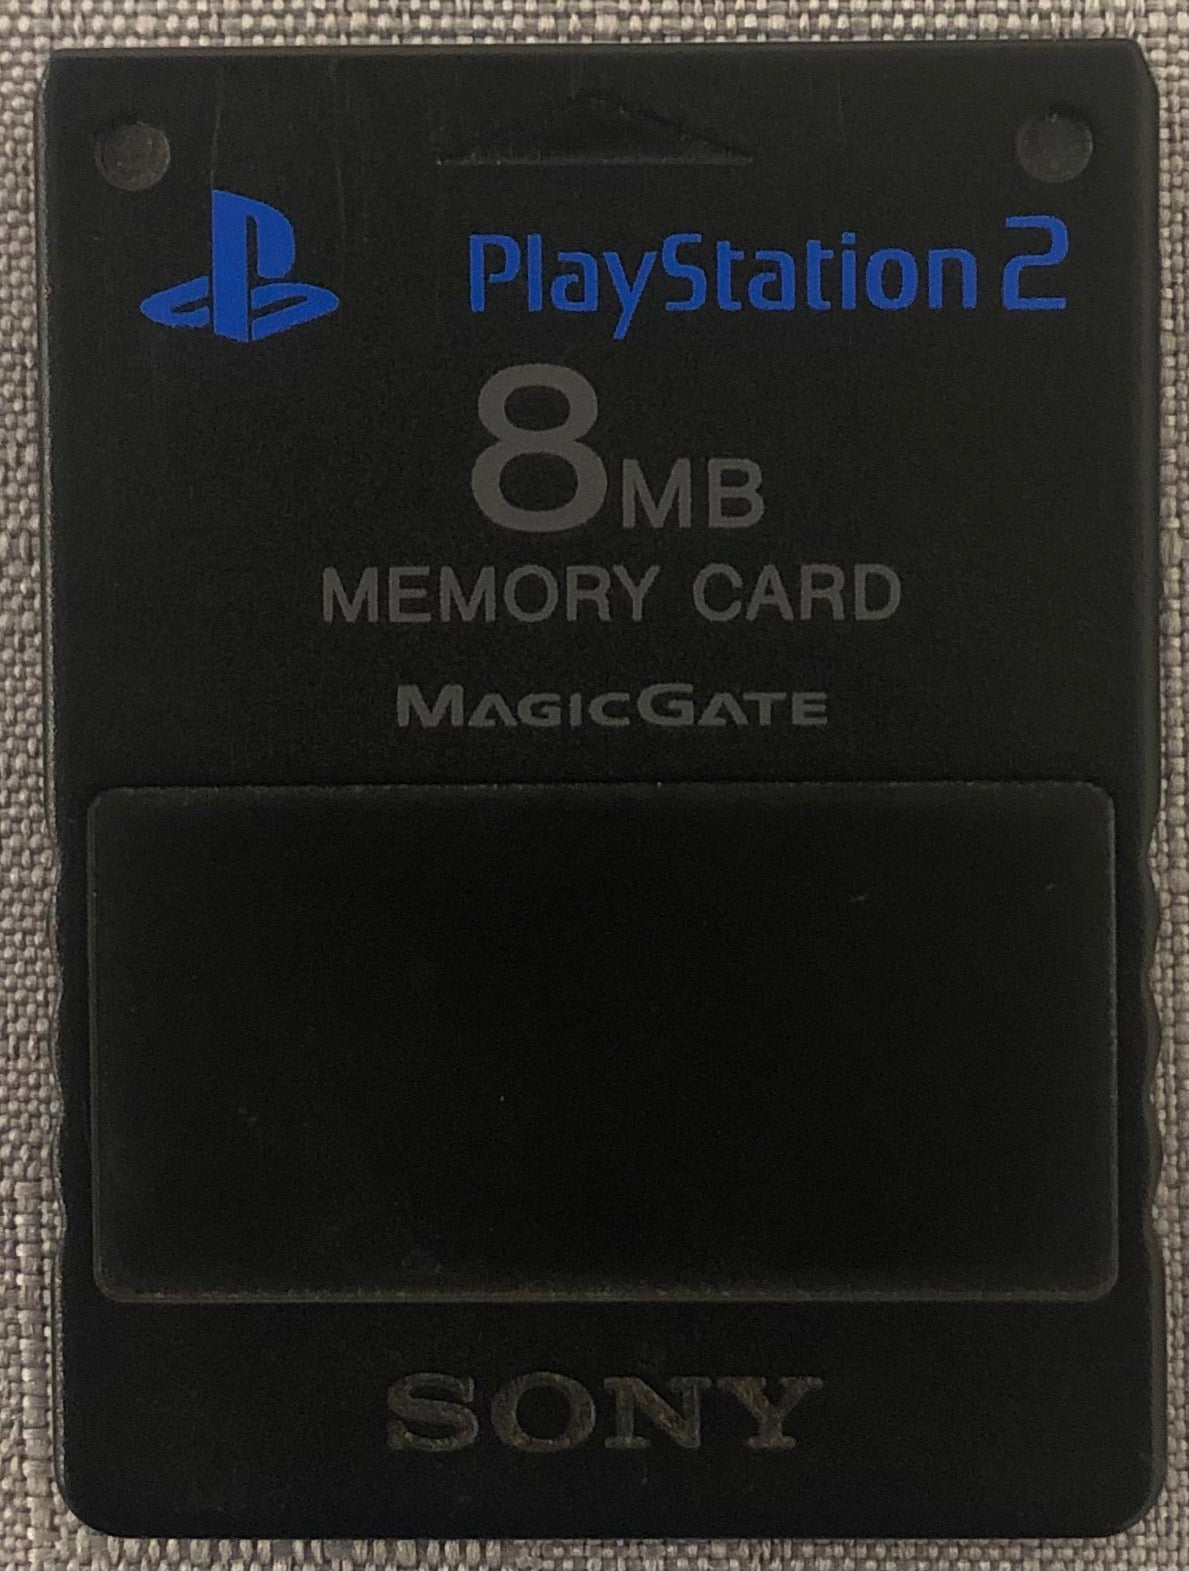 PlayStation 2
8MB
MEMORY CARD
MAGICGATE
SONY